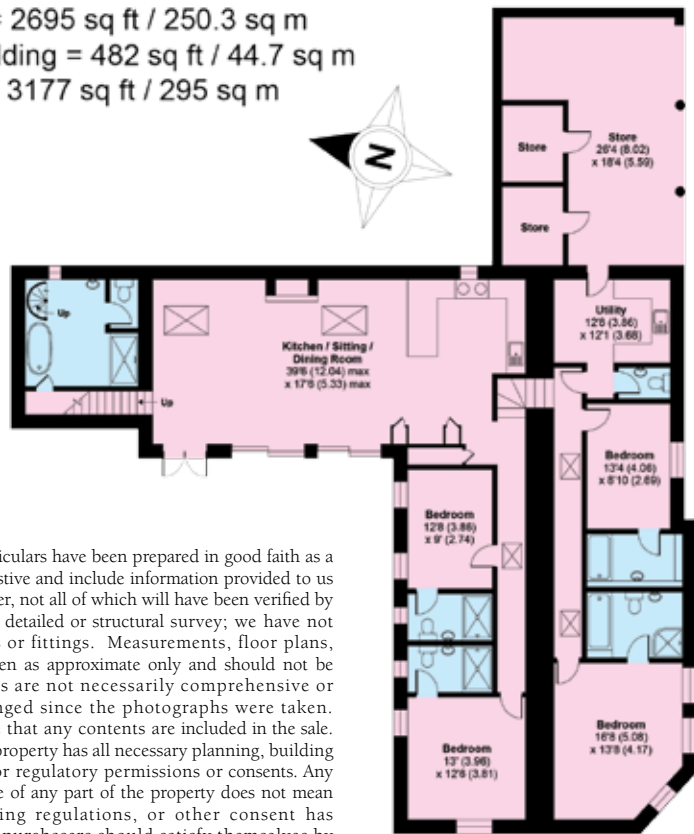 = 2695 sq ft / 250.3 sq m
lding = 482 sq ft / 44.7 sq m
3177 sq ft / 295 sq m
N
Store
26'4 (8.02)
x 18'4 (5.59)
Store
Store
Up
Up
Kitchen / Sitting /
Dining Room
39'6 (12.04) max
x 17'6 (5.33) max
Utility
12'8 (3.86)
x 12'1 (3.68)
Bedroom
13'4 (4.06)
x 8'10 (2.69)
Bedroom
12'8 (3.86)
x 9' (2.74)
Bedroom
13' (3.96)
x 12'6 (3.81)
Bedroom
16'8 (5.08)
x 13'8 (4.17)
iculars have been prepared in good faith as a
stive and include information provided to us
er, not all of which will have been verified by
detailed or structural survey; we have not
s or fittings. Measurements, floor plans,
en as approximate only and should not be
s are not necessarily comprehensive or
nged since the photographs were taken.
that any contents are included in the sale.
property has all necessary planning, building
or regulatory permissions or consents. Any
e of any part of the property does not mean
ing regulations, or other consent has
purchasers should satisfy themselves by